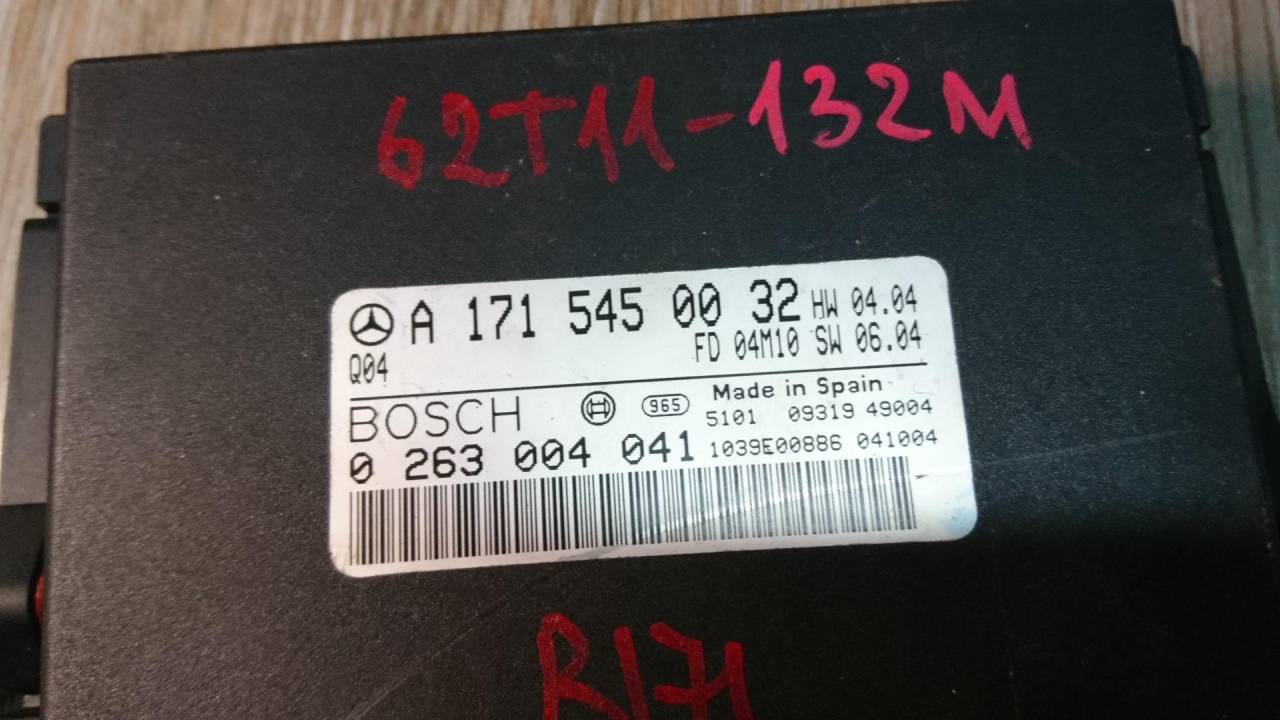 62T11-132M
A 171 545 00 32 HW 04.04
Q04 FD 04M10 SW 06.04
BOSCH 965 Made in Spain
5101 09319 49004
0 263 004 041 1039E00886 041004
R171